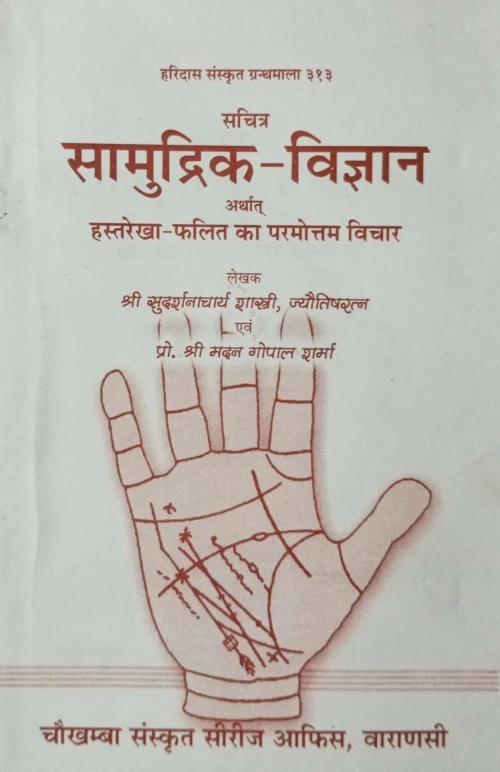 हरिदास संस्कृत ग्रन्थमाला ३१३
सचित्र
सामुद्रिक-विज्ञान
अर्थात्
हस्तरेखा-फलित का परमोत्तम विचार
लेखक
श्री सुदर्शनाचार्य शास्त्री, ज्यौतिषरत्न
एवं
प्रो. श्री मदन गोपाल शर्मा
चौखम्बा संस्कृत सीरीज आफिस, वाराणसी